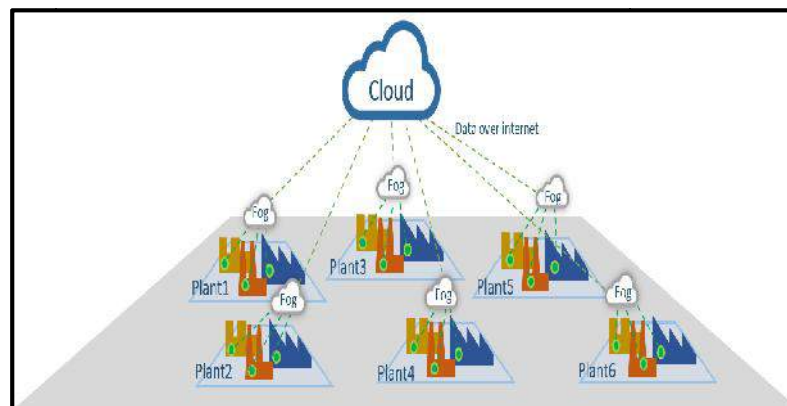 Cloud
Data over internet
Fog
Fog
Fog
Plant1
Plant3
Plant5
Fog
Fog
Fog
Plant2
Plant4
Plant6